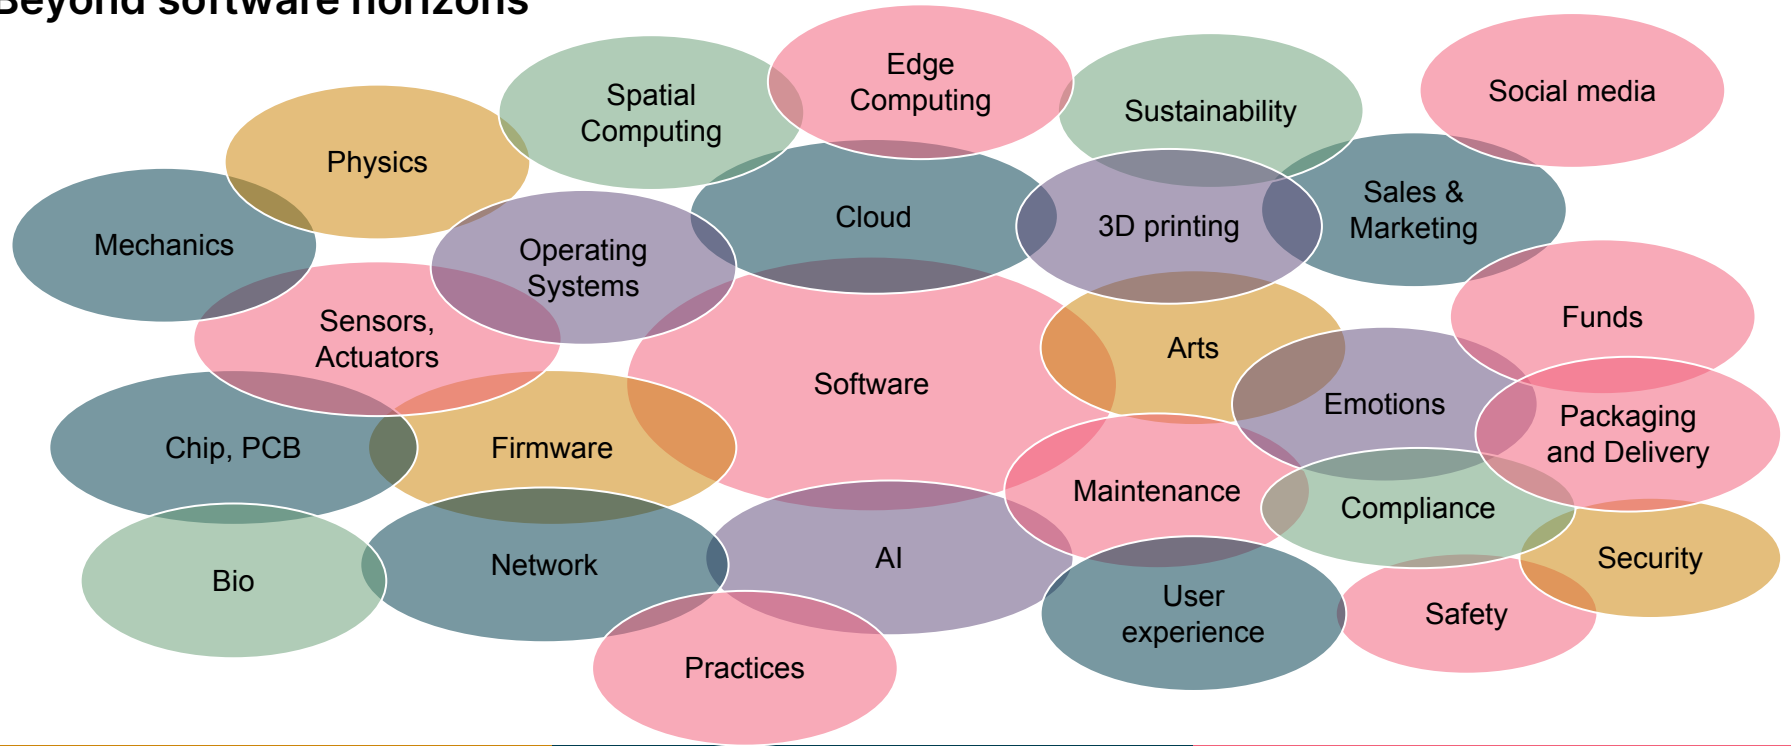 Beyond software horizons
Edge
Computing
Social media
Spatial
Computing
Sustainability
Physics
Sales &
Marketing
Cloud
3D printing
Mechanics
Operating
Systems
Sensors,
Actuators
Funds
Arts
Software
Emotions
Packaging
and Delivery
Chip, PCB
Firmware
Maintenance
Compliance
Network
AI
Security
Bio
User
experience
Safety
Practices